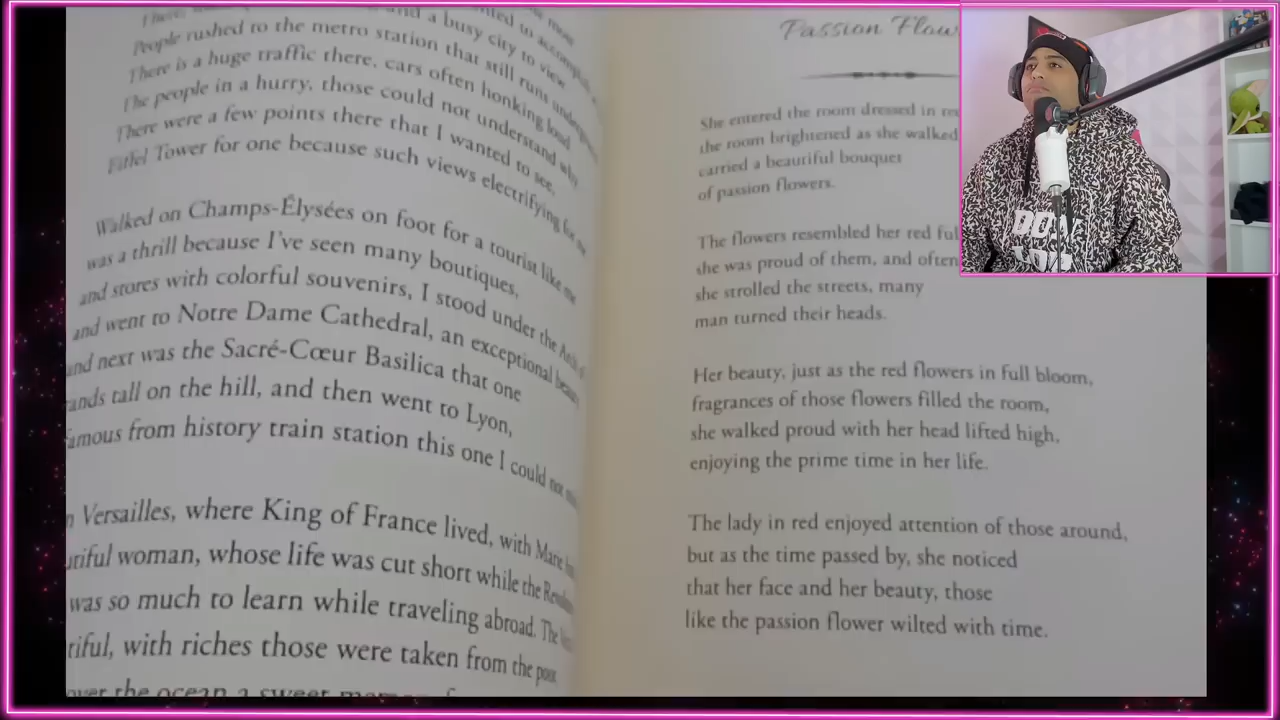 People rushed to the metro station that still runs
There is a huge traffic there, cars often honking loud
The people in a hurry, those could not understand why
There were a few points there that I wanted to see,
Eiffel Tower for one because such views electrifying for
Walked on Champs-Élysées on foot for a tourist like me
was a thrill because I've seen many boutiques,
and stores with colorful souvenirs, I stood under the
and went to Notre Dame Cathedral, an exceptional beauty
and next was the Sacré-Cœur Basilica that one
tall on the hill, and then went to Lyon,
famous from history train station this one I could not
Versailles, where King of France lived, with
woman, whose life was cut short while the
was so much to learn while traveling abroad. The
with riches those were taken from the poor
over the ocean a sweet
Passion
She entered the room dressed in
the room brightened as she walked
carried a beautiful bouquet
of passion flowers.
The flowers resembled her red
she was proud of them, and often
she strolled the streets, many
man turned their heads.
Her beauty, just as the red flowers in full bloom,
fragrances of those flowers filled the room,
she walked proud with her head lifted high,
enjoying the prime time in her life.
The lady in red enjoyed attention of those around,
but as the time passed by, she noticed
that her face and her beauty, those
like the passion flower wilted with time.